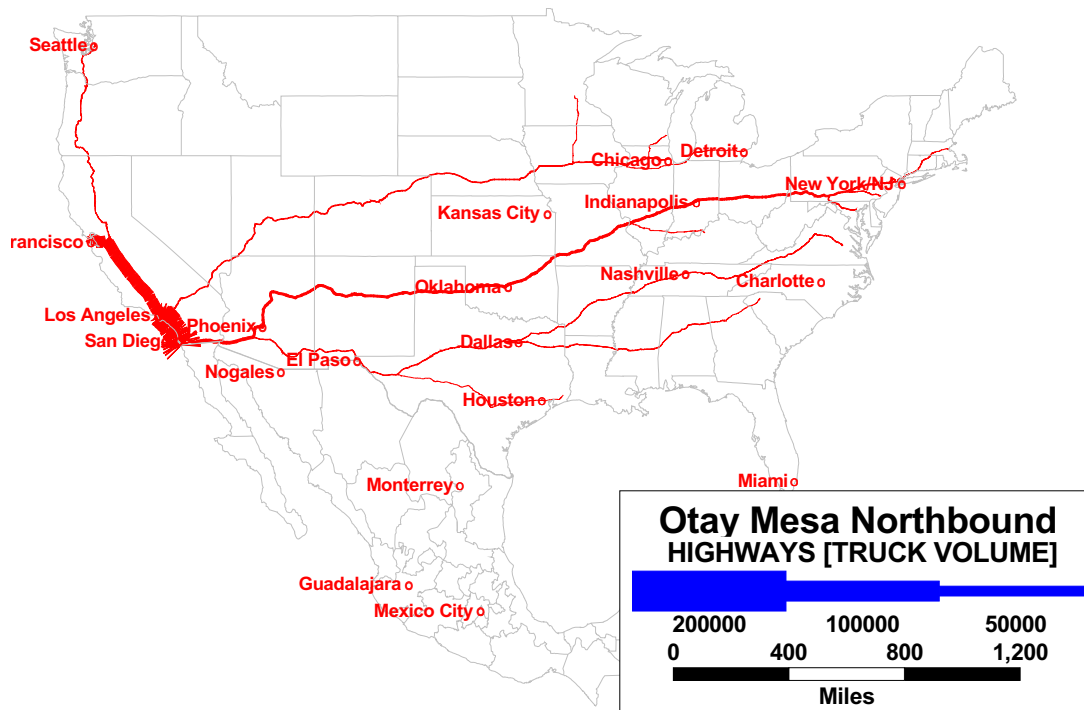 Seattle
Chicago
Detroit
New York/NJ
Indianapolis
Kansas City
rancisco
Nashville
Charlotte
Oklahoma
Los Angeles
Phoenix
San Dieg
Dallas
El Paso
Nogales
Houston
Miami
Monterrey
Guadalajara
Mexico City
Otay Mesa Northbound
HIGHWAYS [TRUCK VOLUME]
200000 100000 50000
0 400 800 1,200
Miles